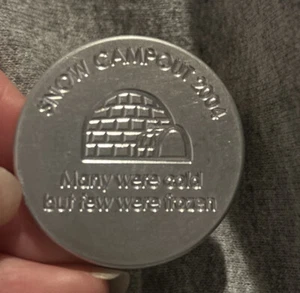 SNOW CAMPOUT 2004
Many were cold
but few were frozen